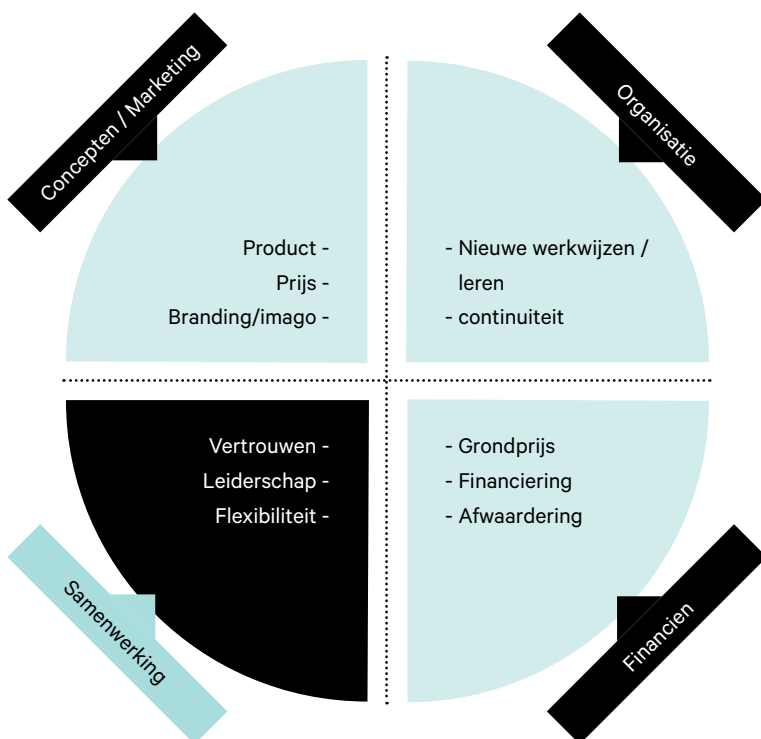 Concepten / Marketing
Organisatie
Product -
Prijs -
Branding/imago -
- Nieuwe werkwijzen /
leren
- continuiteit
Vertrouwen -
Leiderschap -
Flexibiliteit -
- Grondprijs
- Financiering
- Afwaardering
Samenwerking
Financien